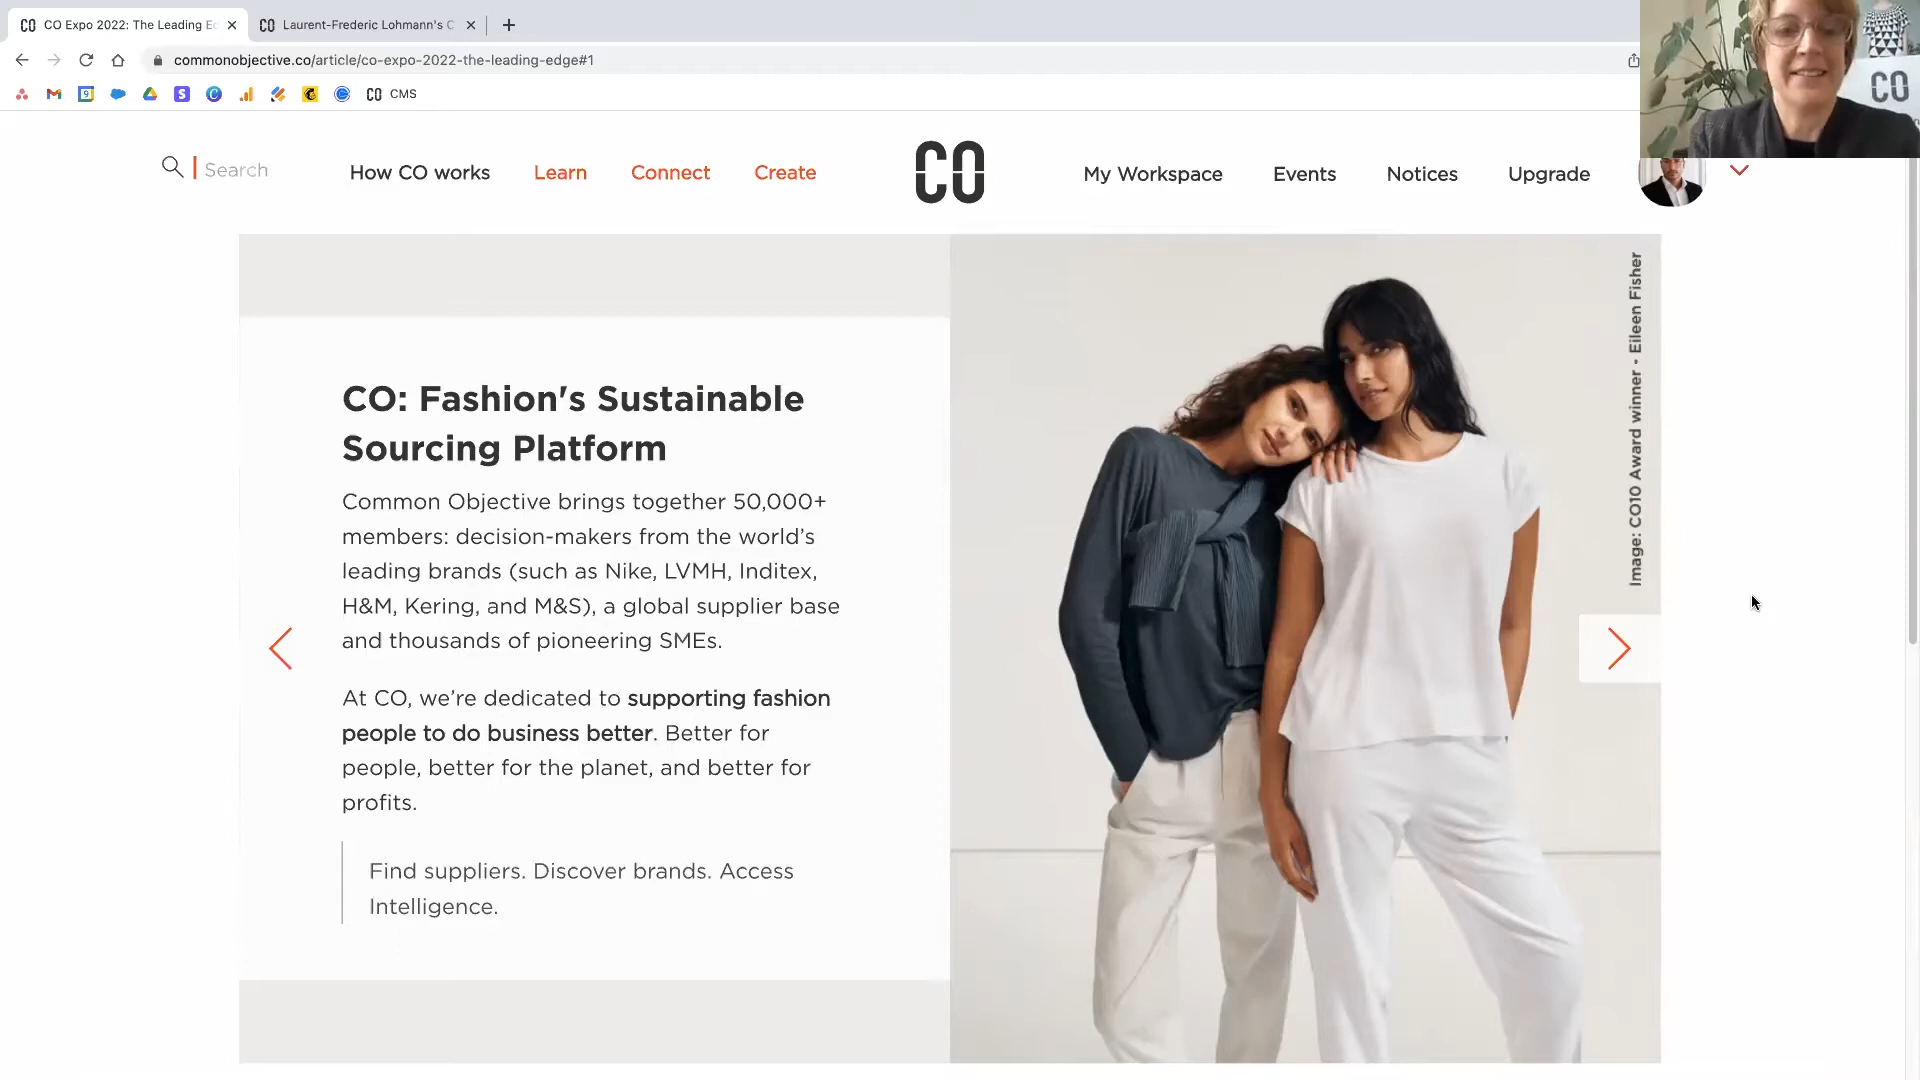 CO Expo 2022: The Leading Ed
Laurent-Frederic Lohmann's C
commonobjective.co/article/co-expo-2022-the-leading-edge#1
CO CMS
Search
How CO works
Learn
Connect
Create
CO
My Workspace
Events
Notices
Upgrade
CO
CO: Fashion's Sustainable
Sourcing Platform
Common Objective brings together 50,000+
members: decision-makers from the world’s
leading brands (such as Nike, LVMH, Inditex,
H&M, Kering, and M&S), a global supplier base
and thousands of pioneering SMEs.
At CO, we’re dedicated to supporting fashion
people to do business better. Better for
people, better for the planet, and better for
profits.
Find suppliers. Discover brands. Access
Intelligence.
Image: CO10 Award winner - Eileen Fisher